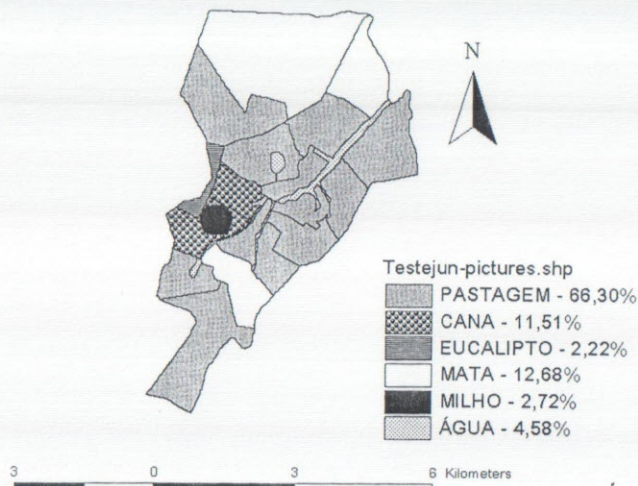 N
Testejun-pictures.shp
PASTAGEM - 66,30%
CANA - 11,51%
EUCALIPTO - 2,22%
MATA - 12,68%
MILHO - 2,72%
ÁGUA - 4,58%
3 0 3 6 Kilometers